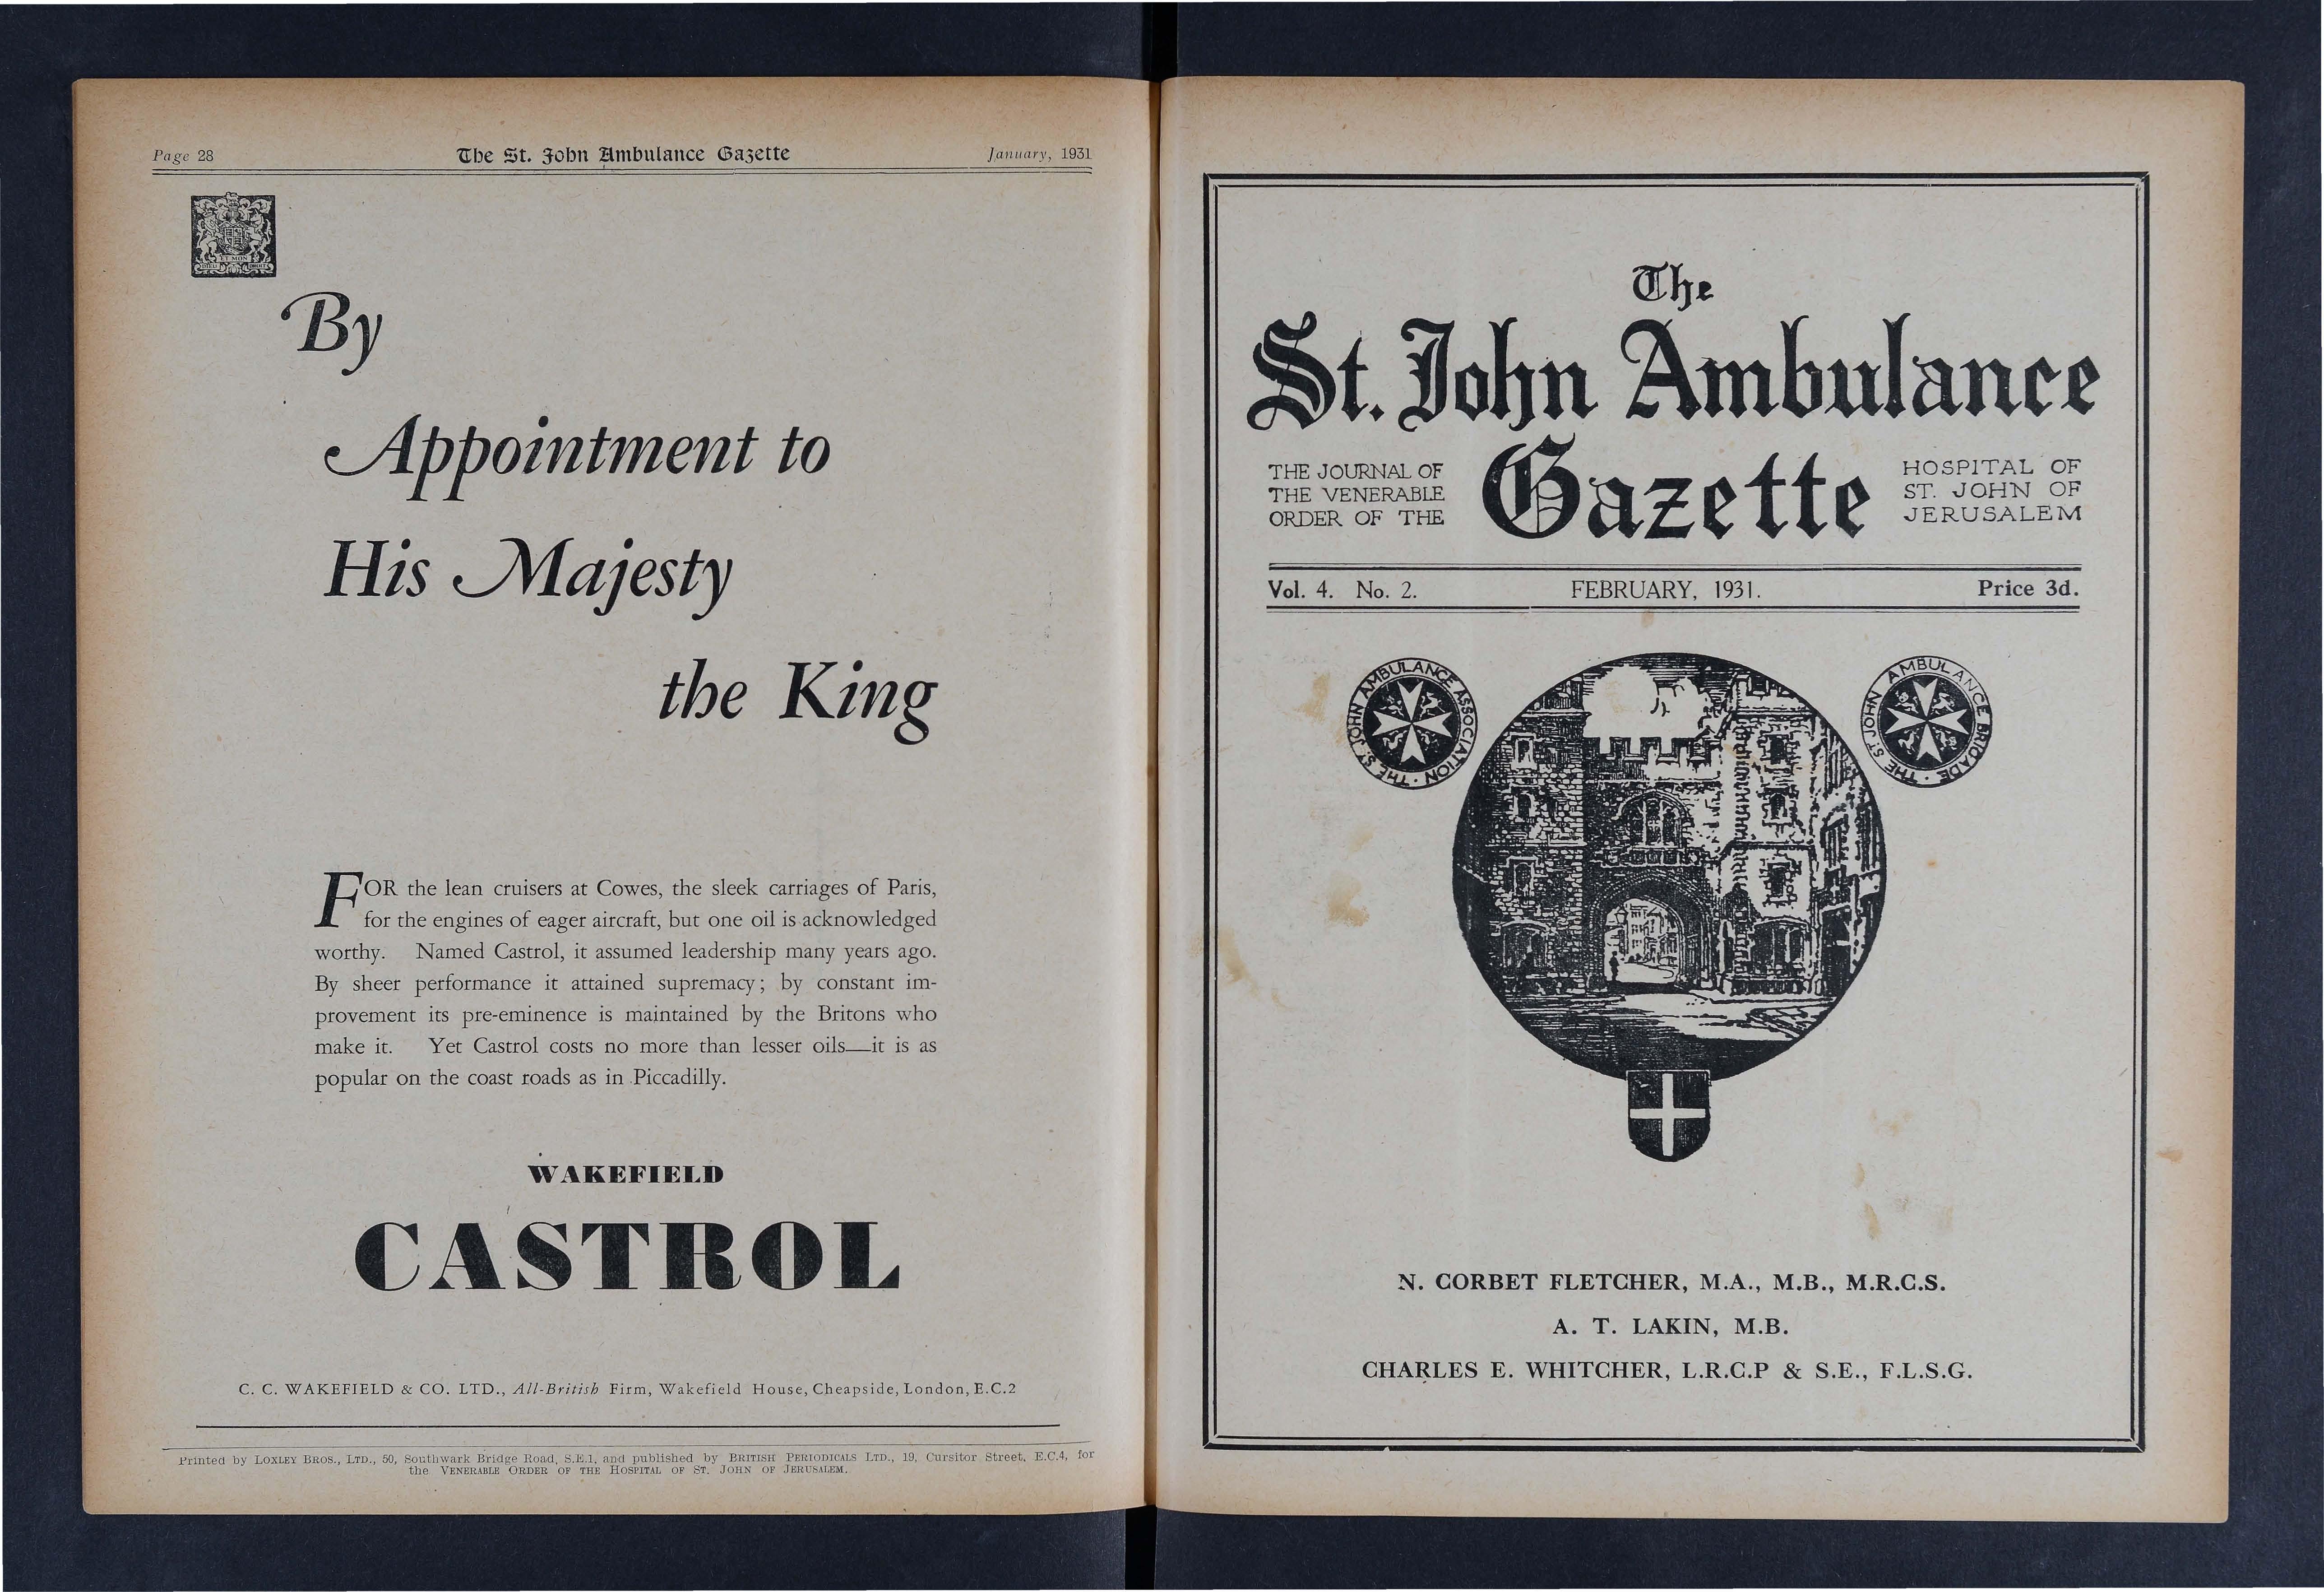 Page 28
The St. John Ambulance Gazette
January, 1931
By
Appointment to
His Majesty
the King
FOR the lean cruisers at Cowes, the sleek carriages of Paris,
for the engines of eager aircraft, but one oil is acknowledged
worthy. Named Castrol, it assumed leadership many years ago.
By sheer performance it attained supremacy; by constant im-
provement its pre-eminence is maintained by the Britons who
make it. Yet Castrol costs no more than lesser oils—it is as
popular on the coast roads as in Piccadilly.
WAKEFIELD
CASTROL
C. C. WAKEFIELD & CO. LTD., All-British Firm, Wakefield House, Cheapside, London, E.C.2
Printed by LOXLEY BROS., LTD., 50, Southwark Bridge Road, S.E.1, and published by BRITISH PERIODICALS LTD., 19, Cursitor Street, E.C.4, for
the VENERABLE ORDER OF THE HOSPITAL OF ST. JOHN OF JERUSALEM.
The
St. John Ambulance
Gazette
THE JOURNAL OF
THE VENERABLE
ORDER OF THE
HOSPITAL OF
ST. JOHN OF
JERUSALEM
Vol. 4. No. 2.
FEBRUARY, 1931.
Price 3d.
THE ST JOHN AMBULANCE ASSOCIATION
THE ST JOHN AMBULANCE BRIGADE
N. CORBET FLETCHER, M.A., M.B., M.R.C.S.
A. T. LAKIN, M.B.
CHARLES E. WHITCHER, L.R.C.P & S.E., F.L.S.G.